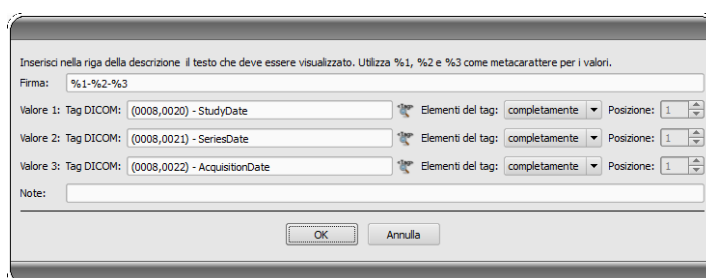 Inserisci nella riga della descrizione il testo che deve essere visualizzato. Utilizza %1, %2 e %3 come metacarattere per i valori.
Firma: %1-%2-%3
Valore 1: Tag DICOM: (0008,0020) - StudyDate Elementi del tag: completamente Posizione: 1
Valore 2: Tag DICOM: (0008,0021) - SeriesDate Elementi del tag: completamente Posizione: 1
Valore 3: Tag DICOM: (0008,0022) - AcquisitionDate Elementi del tag: completamente Posizione: 1
Note:
OK Annulla